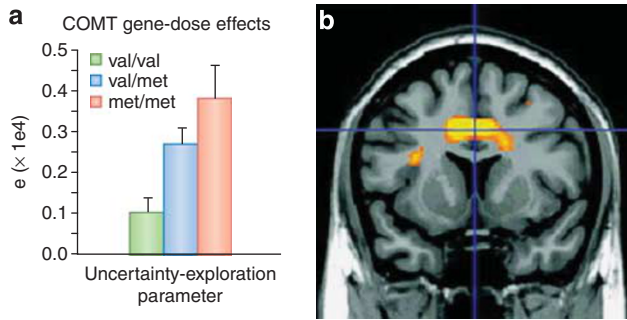 a
COMT gene-dose effects
0.5
0.4
0.3
0.2
0.1
0.0
e (× 1e4)
val/val
val/met
met/met
Uncertainty-exploration
parameter
b